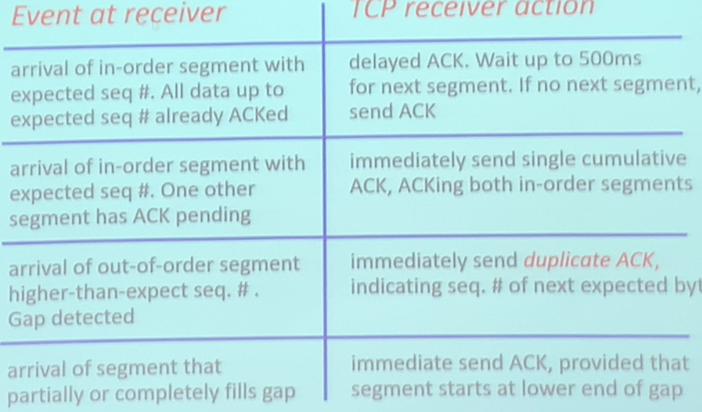 Event at receiver
TCP receiver action
arrival of in-order segment with
expected seq #. All data up to
expected seq # already ACKed
delayed ACK. Wait up to 500ms
for next segment. If no next segment,
send ACK
arrival of in-order segment with
expected seq #. One other
segment has ACK pending
immediately send single cumulative
ACK, ACKing both in-order segments
arrival of out-of-order segment
higher-than-expect seq. # .
Gap detected
immediately send duplicate ACK,
indicating seq. # of next expected byt
arrival of segment that
partially or completely fills gap
immediate send ACK, provided that
segment starts at lower end of gap